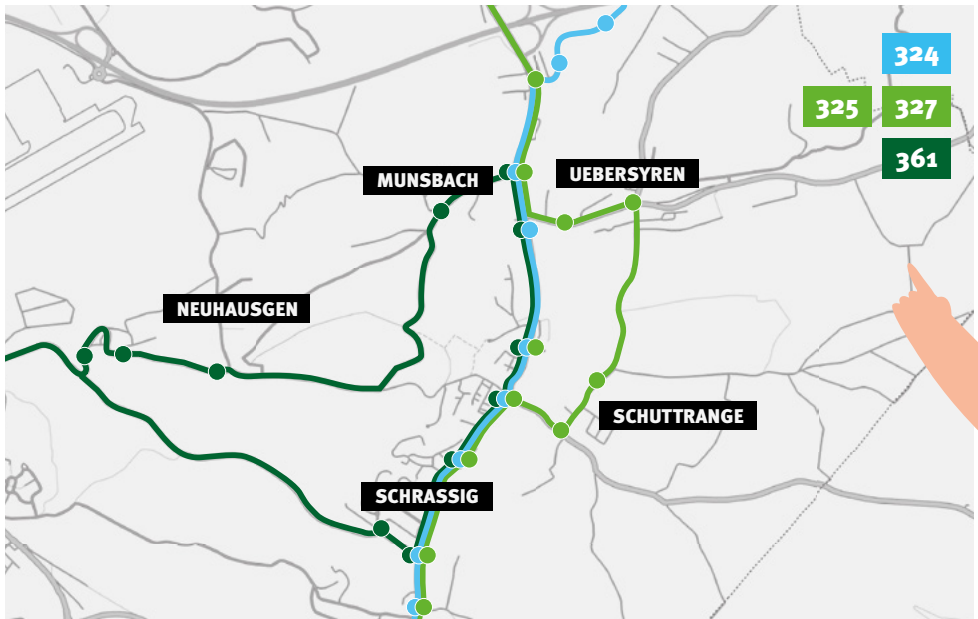 324
325 327
361
MUNSBACH
UEBERSYREN
NEUHAUSGEN
SCHUTTRANGE
SCHRASSIG